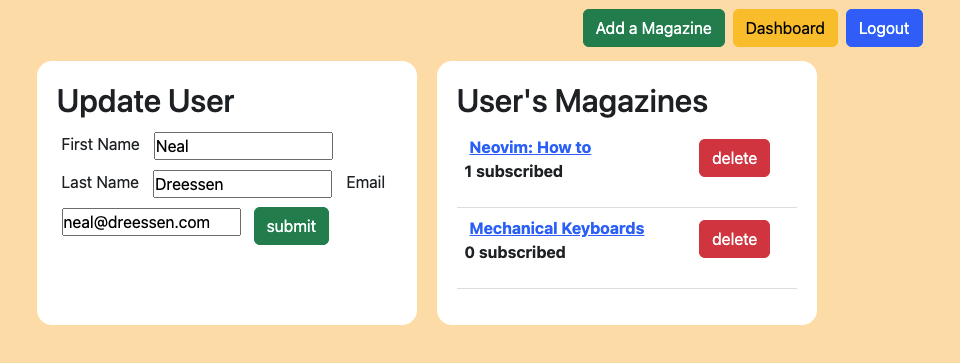 Add a Magazine Dashboard Logout
Update User
First Name Neal
Last Name Dreessen Email
neal@dreessen.com submit
User's Magazines
Neovim: How to delete
1 subscribed
Mechanical Keyboards delete
0 subscribed